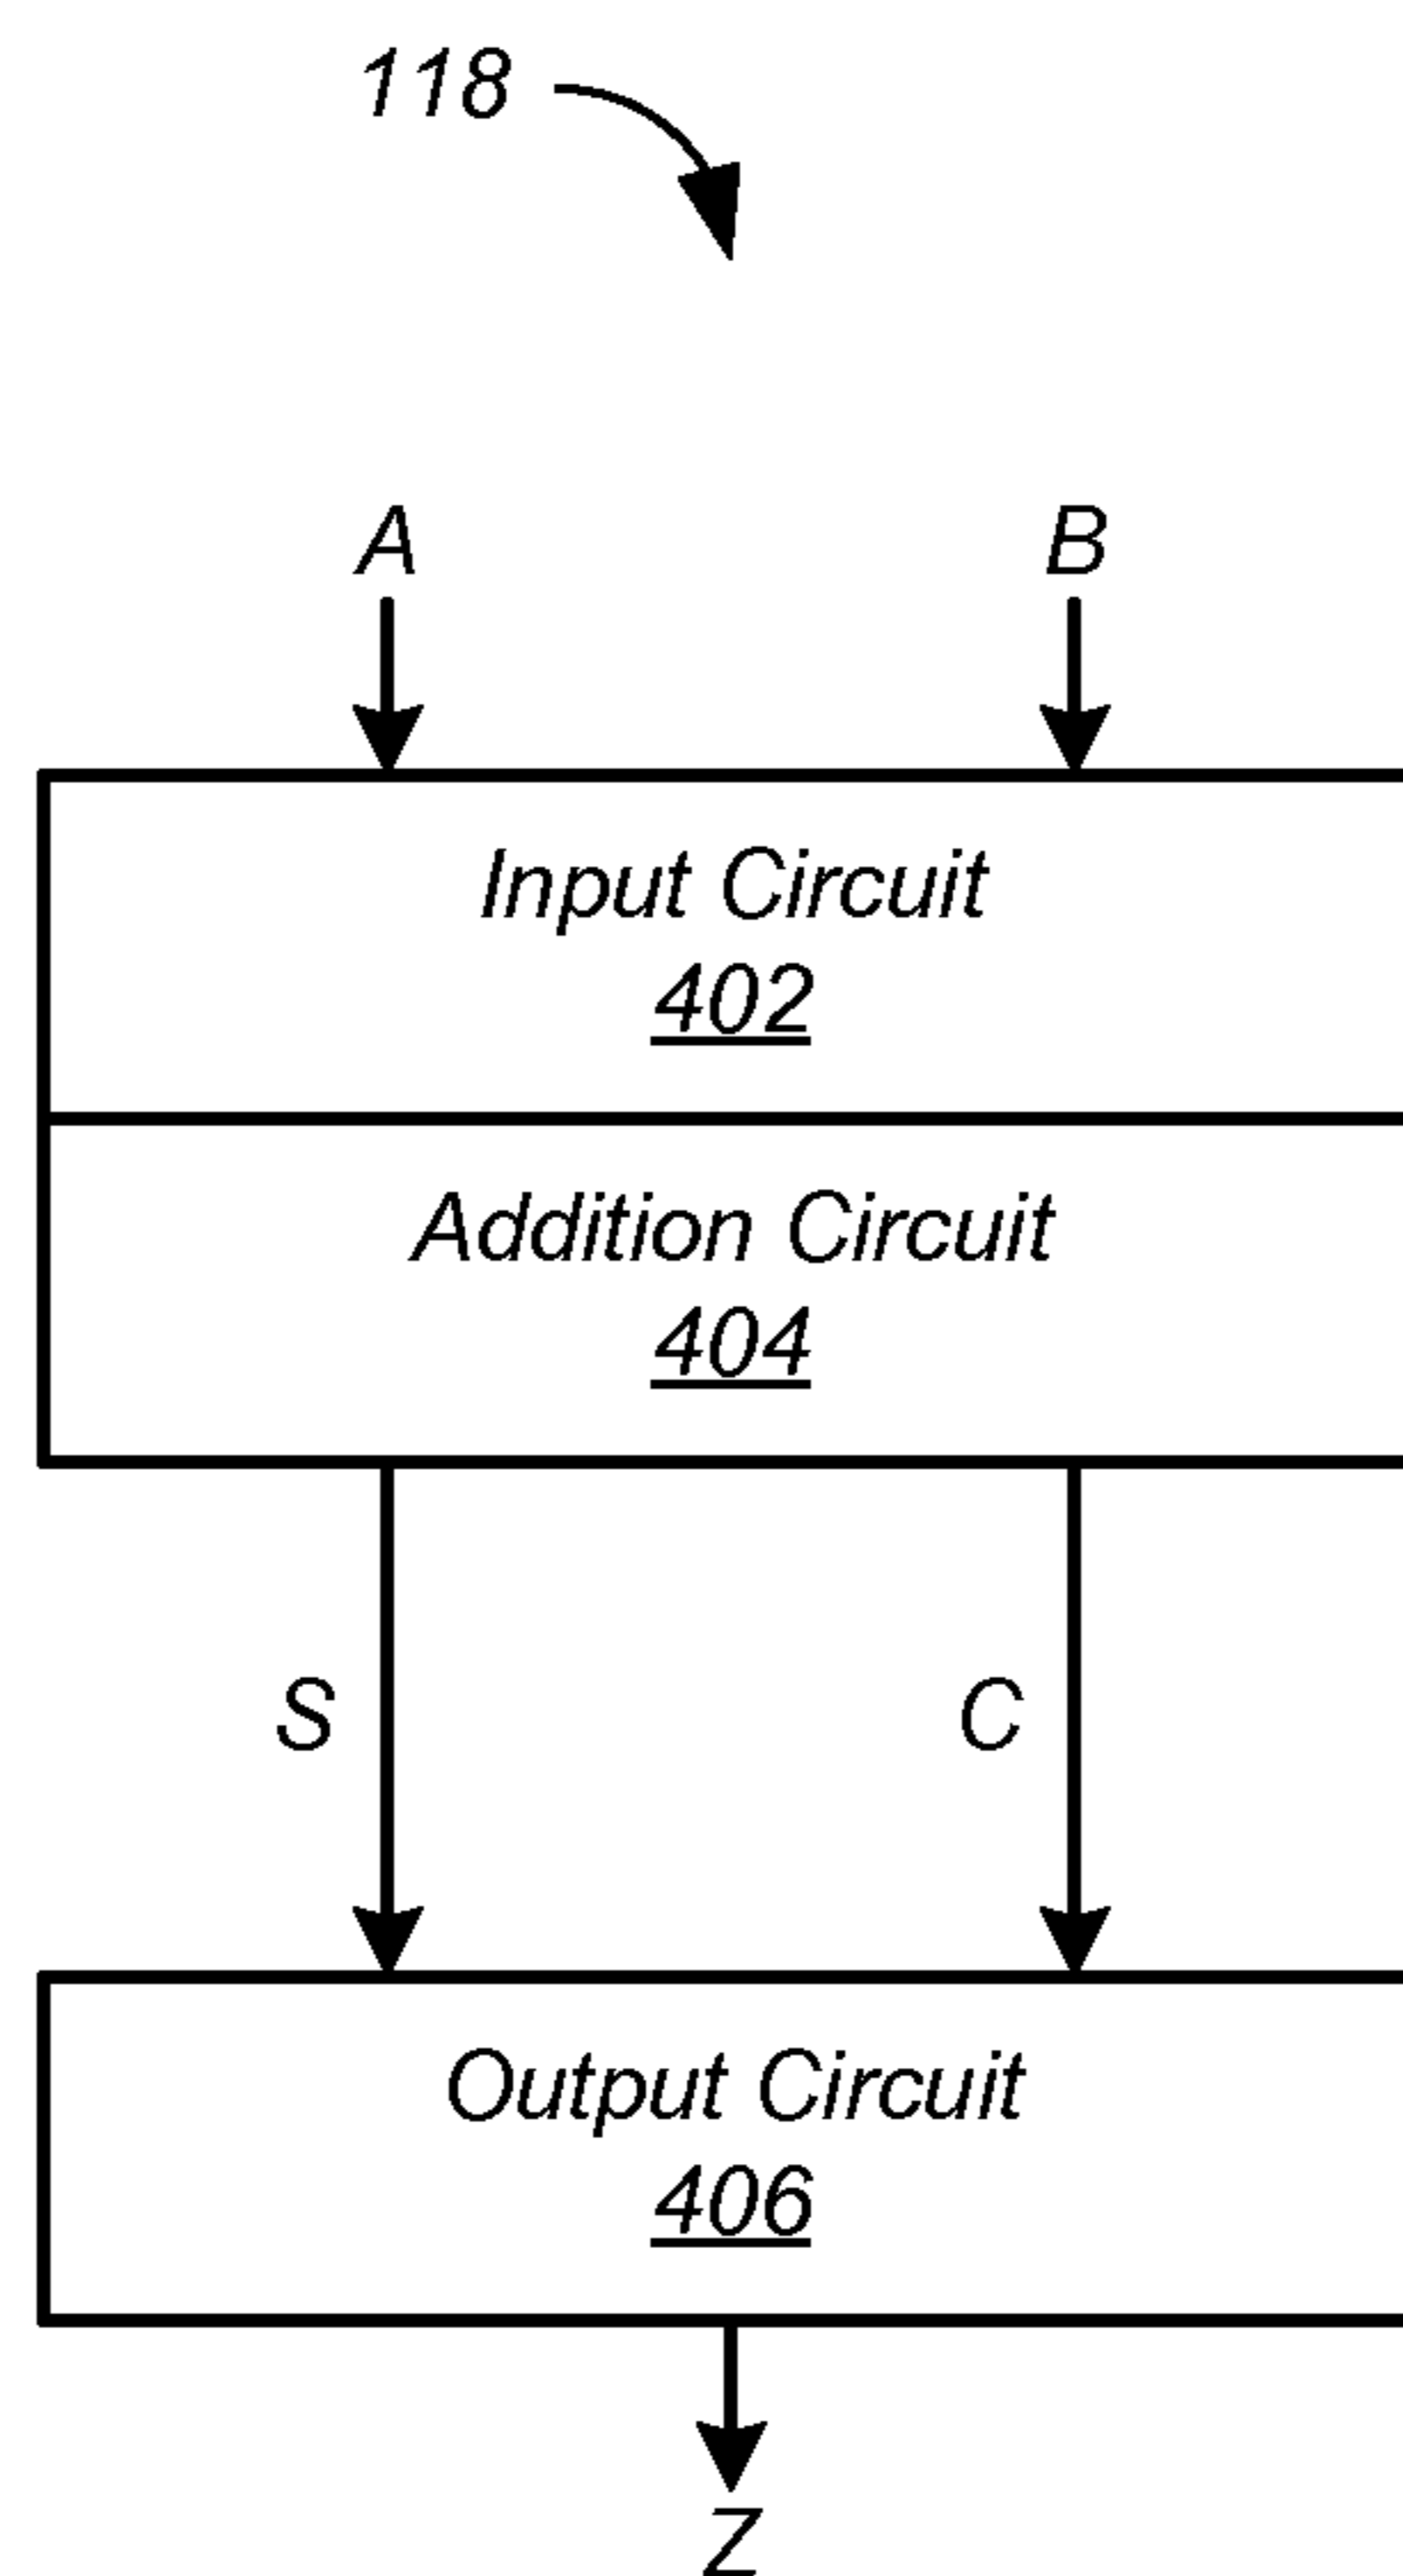 118
A B
Input Circuit
402
Addition Circuit
404
S C
Output Circuit
406
Z